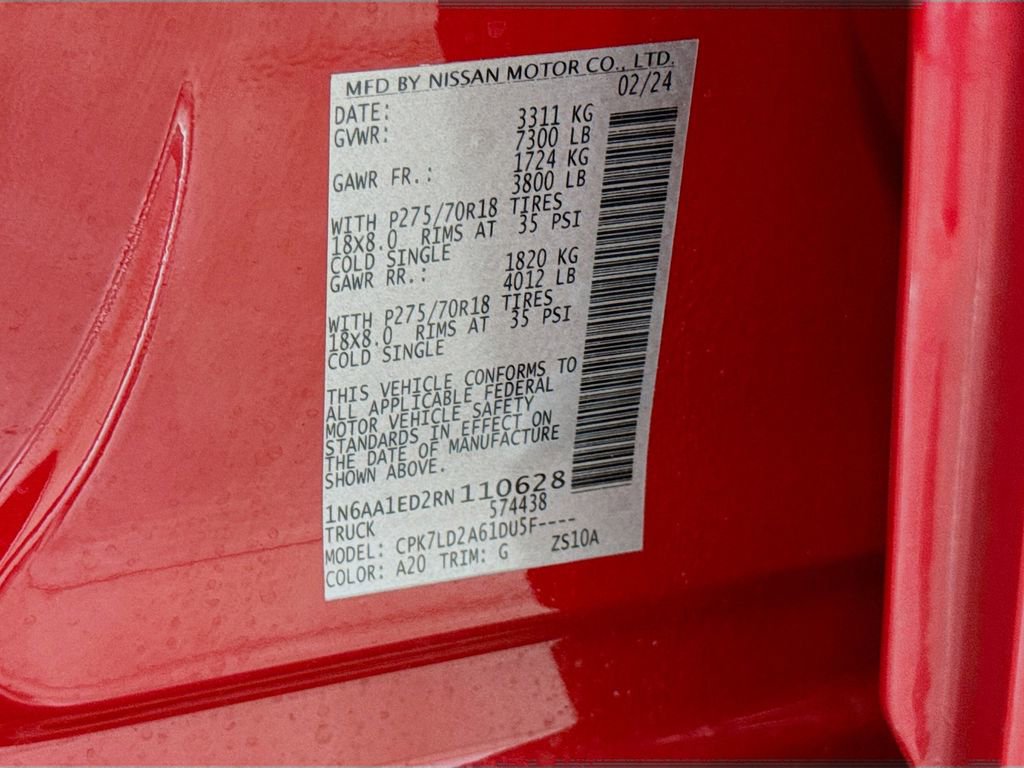 MFD BY NISSAN MOTOR CO., LTD.
DATE: 02/24
GVWR: 3311 KG
7300 LB
GAWR FR.: 1724 KG
3800 LB
WITH P275/70R18 TIRES
18X8.0 RIMS AT 35 PSI
COLD SINGLE
GAWR RR.: 1820 KG
4012 LB
WITH P275/70R18 TIRES
18X8.0 RIMS AT 35 PSI
COLD SINGLE
THIS VEHICLE CONFORMS TO
ALL APPLICABLE FEDERAL
MOTOR VEHICLE SAFETY
STANDARDS IN EFFECT ON
THE DATE OF MANUFACTURE
SHOWN ABOVE.
1N6AA1ED2RN110628
TRUCK 574438
MODEL: CPK7LD2A61DU5F----
COLOR: A20 TRIM: G ZS10A